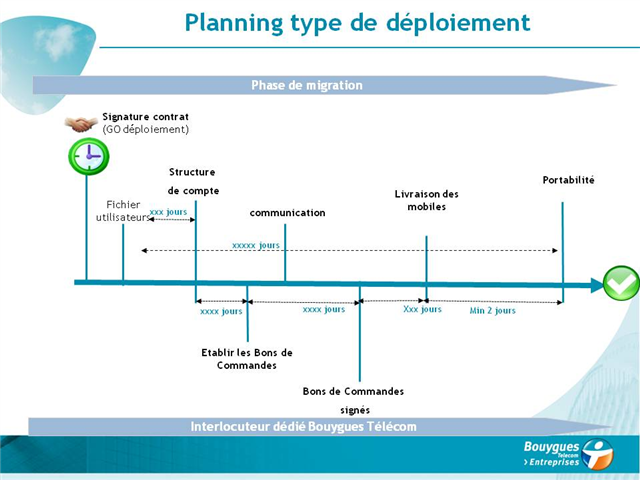 Planning type de déploiement
Phase de migration
Signature contrat
(GO déploiement)
Structure
de compte
Fichier
utilisateurs
xxx jours
communication
Livraison des
mobiles
Portabilité
xxxxx jours
xxxx jours
xxxx jours
Xxx jours
Min 2 jours
Etablir les Bons de
Commandes
Bons de Commandes
signés
Interlocuteur dédié Bouygues Télécom
Bouygues
Telecom
> Entreprises